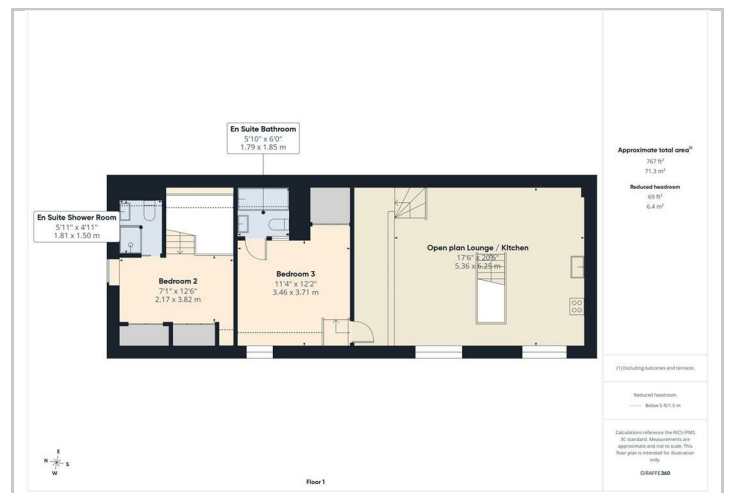 En Suite Bathroom
5'10" x 6'0"
1.79 x 1.85 m
En Suite Shower Room
5'11" x 4'11"
1.81 x 1.50 m
Bedroom 2
7'1" x 12'6"
2.17 x 3.82 m
Bedroom 3
11'4" x 12'2"
3.46 x 3.71 m
Open plan Lounge / Kitchen
17'6" x 20'6"
5.36 x 6.25 m
Approximate total area(1)
767 ft²
71.3 m²
Reduced headroom
69 ft²
6.4 m²
(1) Excluding balconies and terraces
Reduced headroom
Below 5 ft/1.5 m
Calculations reference the RICS IPMS
3C standard. Measurements are
approximate and not to scale. This
floor plan is intended for illustration
only.
GIRAFFE360
E
N S
W
Floor 1